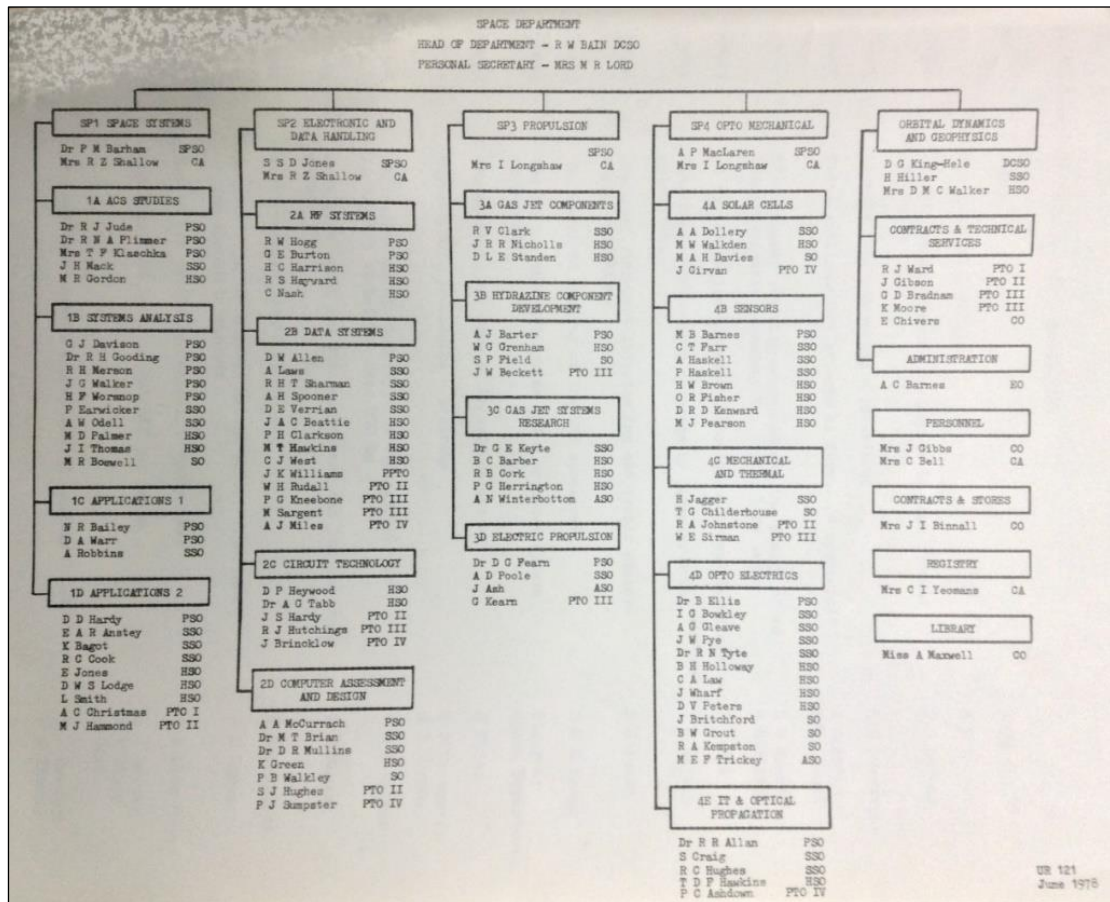 SPACE DEPARTMENT
HEAD OF DEPARTMENT - R W BAIN DCSO
PERSONAL SECRETARY - MRS M R LORD
SP1 SPACE SYSTEMS
Dr P M Barham SPSO
Mrs R Z Shallow CA
1A ACS STUDIES
Dr R J Jude PSO
Dr R N A Plimmer PSO
Mrs T F Klaschka PSO
J H Mack SSO
M R Gordon HSO
1B SYSTEMS ANALYSIS
G J Davison PSO
Dr R H Gooding PSO
R H Merson PSO
J G Walker PSO
H F Worsnop PSO
P Earwicker SSO
A W Odell SSO
M D Palmer HSO
J I Thomas HSO
M R Boswell SO
1C APPLICATIONS 1
N R Bailey PSO
D A Warr PSO
A Robbins SSO
1D APPLICATIONS 2
D D Hardy PSO
E A R Anstey SSO
K Bagot SSO
R C Cook SSO
E Jones HSO
D W S Lodge HSO
L Smith HSO
A C Christmas PTO I
M J Hammond PTO II
SP2 ELECTRONIC AND
DATA HANDLING
S S D Jones SPSO
Mrs R Z Shallow CA
2A RF SYSTEMS
R W Hogg PSO
G E Burton PSO
H C Harrison HSO
R S Hayward HSO
C Nash HSO
2B DATA SYSTEMS
D W Allen PSO
A Laws SSO
R H T Sharman SSO
A H Spooner SSO
D E Verrian SSO
J A C Beattie HSO
P H Clarkson HSO
M T Hawkins HSO
C J West HSO
J K Williams PPTO
W H Rudall PTO II
P G Kneebone PTO III
M Sargent PTO III
A J Miles PTO IV
2C CIRCUIT TECHNOLOGY
D P Heywood HSO
Dr A G Tabb HSO
J S Hardy PTO II
R J Hutchings PTO III
J Brincklow PTO IV
2D COMPUTER ASSESSMENT
AND DESIGN
A A McCurrach PSO
Dr M T Brian SSO
Dr D R Mullins SSO
K Green HSO
P B Walkley SO
S J Hughes PTO II
P J Sumpster PTO IV
SP3 PROPULSION
SPSO
Mrs I Longshaw CA
3A GAS JET COMPONENTS
R V Clark SSO
J R R Nicholls HSO
D L E Standen HSO
3B HYDRAZINE COMPONENT
DEVELOPMENT
A J Barter PSO
W G Grenham HSO
S P Field SO
J W Beckett PTO III
3C GAS JET SYSTEMS
RESEARCH
Dr G E Keyte SSO
B C Barber HSO
R B Cork HSO
P G Herrington HSO
A N Winterbottom ASO
3D ELECTRIC PROPULSION
Dr D G Fearn PSO
A D Poole SSO
J Ash ASO
G Kearn PTO III
SP4 OPTO MECHANICAL
A P MacLaren SPSO
Mrs I Longshaw CA
4A SOLAR CELLS
A A Dollery SSO
M W Walkden HSO
M A H Davies SO
J Girvan PTO IV
4B SENSORS
M B Barnes PSO
C T Farr SSO
A Haskell SSO
P Haskell SSO
H W Brown HSO
O R Fisher HSO
D R D Kenward HSO
M J Pearson HSO
4C MECHANICAL
AND THERMAL
H Jagger SSO
T G Childerhouse SO
R A Johnstone PTO II
W E Sirman PTO III
4D OPTO ELECTRICS
Dr B Ellis PSO
I G Bowkley SSO
A G Gleave SSO
J W Pye SSO
Dr R N Tyte SSO
B H Holloway HSO
C A Law HSO
J Wharf HSO
D V Peters HSO
J Britchford SO
B W Grout SO
R A Kempston SO
M E F Trickey ASO
4E IT & OPTICAL
PROPAGATION
Dr R R Allan PSO
S Craig SSO
R C Hughes SSO
T D F Hawkins HSO
P C Ashdown PTO IV
ORBITAL DYNAMICS
AND GEOPHYSICS
D G King-Hele DCSO
H Hiller SSO
Mrs D M C Walker HSO
CONTRACTS & TECHNICAL
SERVICES
R J Ward PTO I
J Gibson PTO II
G D Bradnam PTO III
K Moore PTO III
E Chivers CO
ADMINISTRATION
A C Barnes EO
PERSONNEL
Mrs J Gibbs CO
Mrs C Bell CA
CONTRACTS & STORES
Mrs J I Binnall CO
REGISTRY
Mrs C I Yeomans CA
LIBRARY
Miss A Maxwell CO
UR 121
June 1978